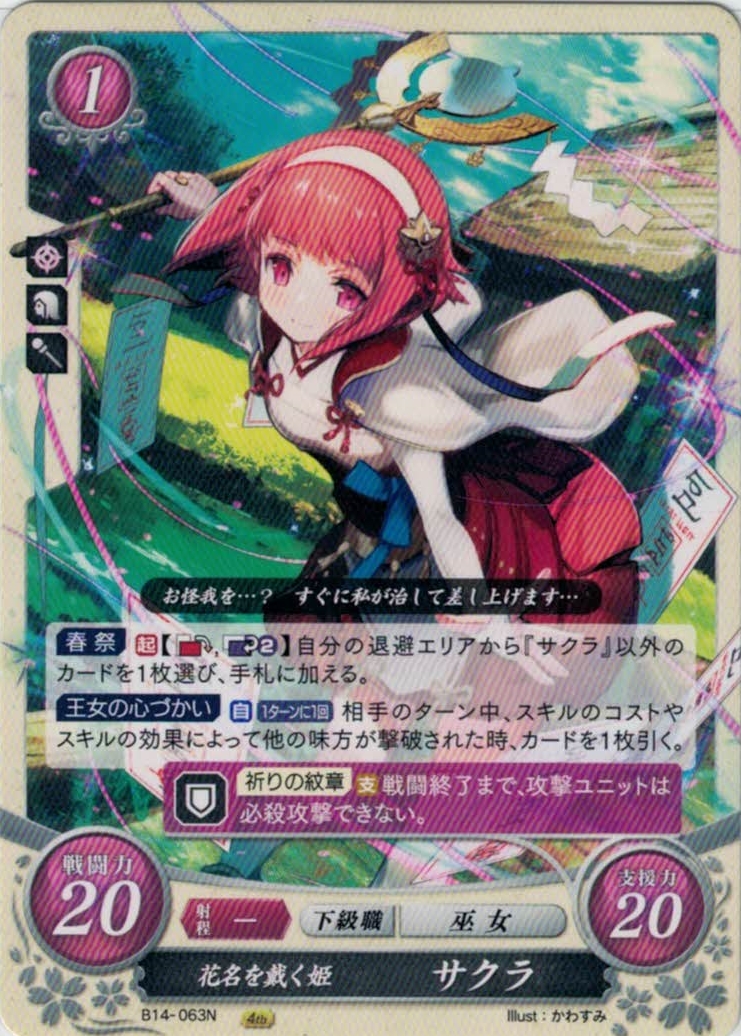 1
お怪我を…? すぐに私が治して差し上げます…
春祭 起【 , 2】自分の退避エリアから『サクラ』以外の
カードを1枚選び、手札に加える。
王女の心づかい 自 1ターンに1回 相手のターン中、スキルのコストや
スキルの効果によって他の味方が撃破された時、カードを1枚引く。
祈りの紋章 支 戦闘終了まで、攻撃ユニットは
必殺攻撃できない。
戦闘力
20
射程 —
下級職 巫女
支援力
20
花名を戴く姫 サクラ
B14-063N 4th Illust:かわすみ